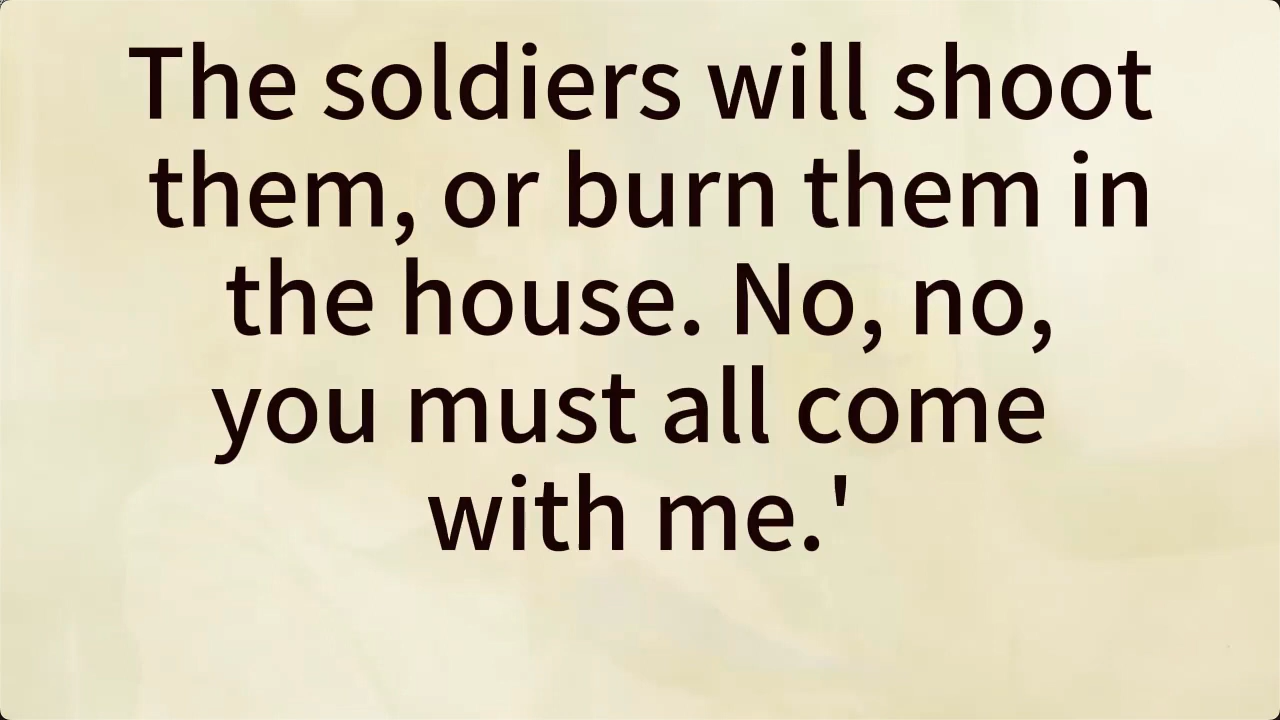 The soldiers will shoot
them, or burn them in
the house. No, no,
you must all come
with me.'